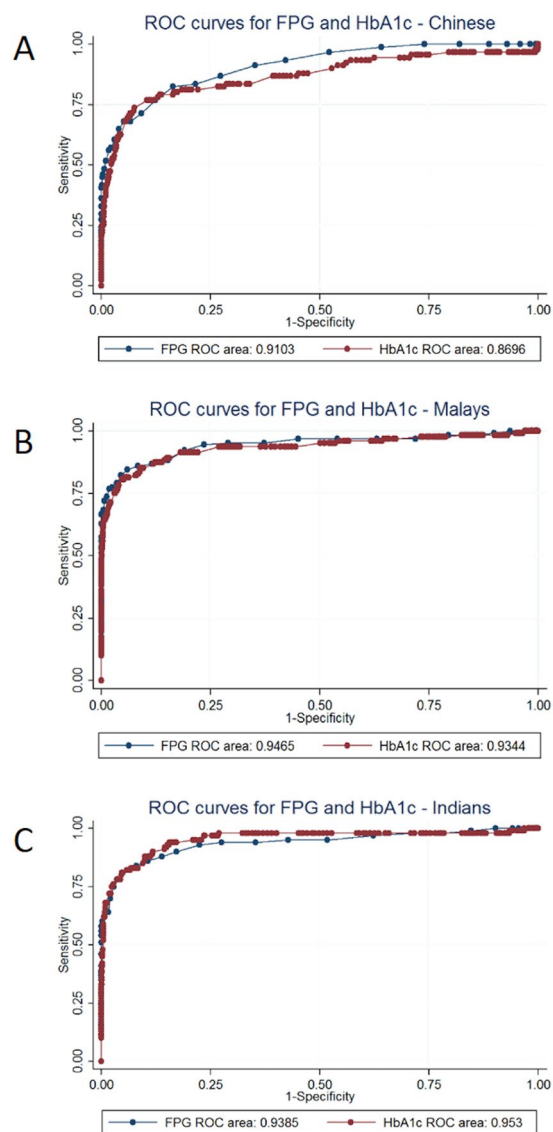 A
ROC curves for FPG and HbA1c - Chinese
Sensitivity
1.00
0.75
0.50
0.25
0.00
0.00 0.25 0.50 0.75 1.00
1-Specificity
FPG ROC area: 0.9103 HbA1c ROC area: 0.8696
B
ROC curves for FPG and HbA1c - Malays
Sensitivity
1.00
0.75
0.50
0.25
0.00
0.00 0.25 0.50 0.75 1.00
1-Specificity
FPG ROC area: 0.9465 HbA1c ROC area: 0.9344
C
ROC curves for FPG and HbA1c - Indians
Sensitivity
1.00
0.75
0.50
0.25
0.00
0.00 0.25 0.50 0.75 1.00
1-Specificity
FPG ROC area: 0.9385 HbA1c ROC area: 0.953